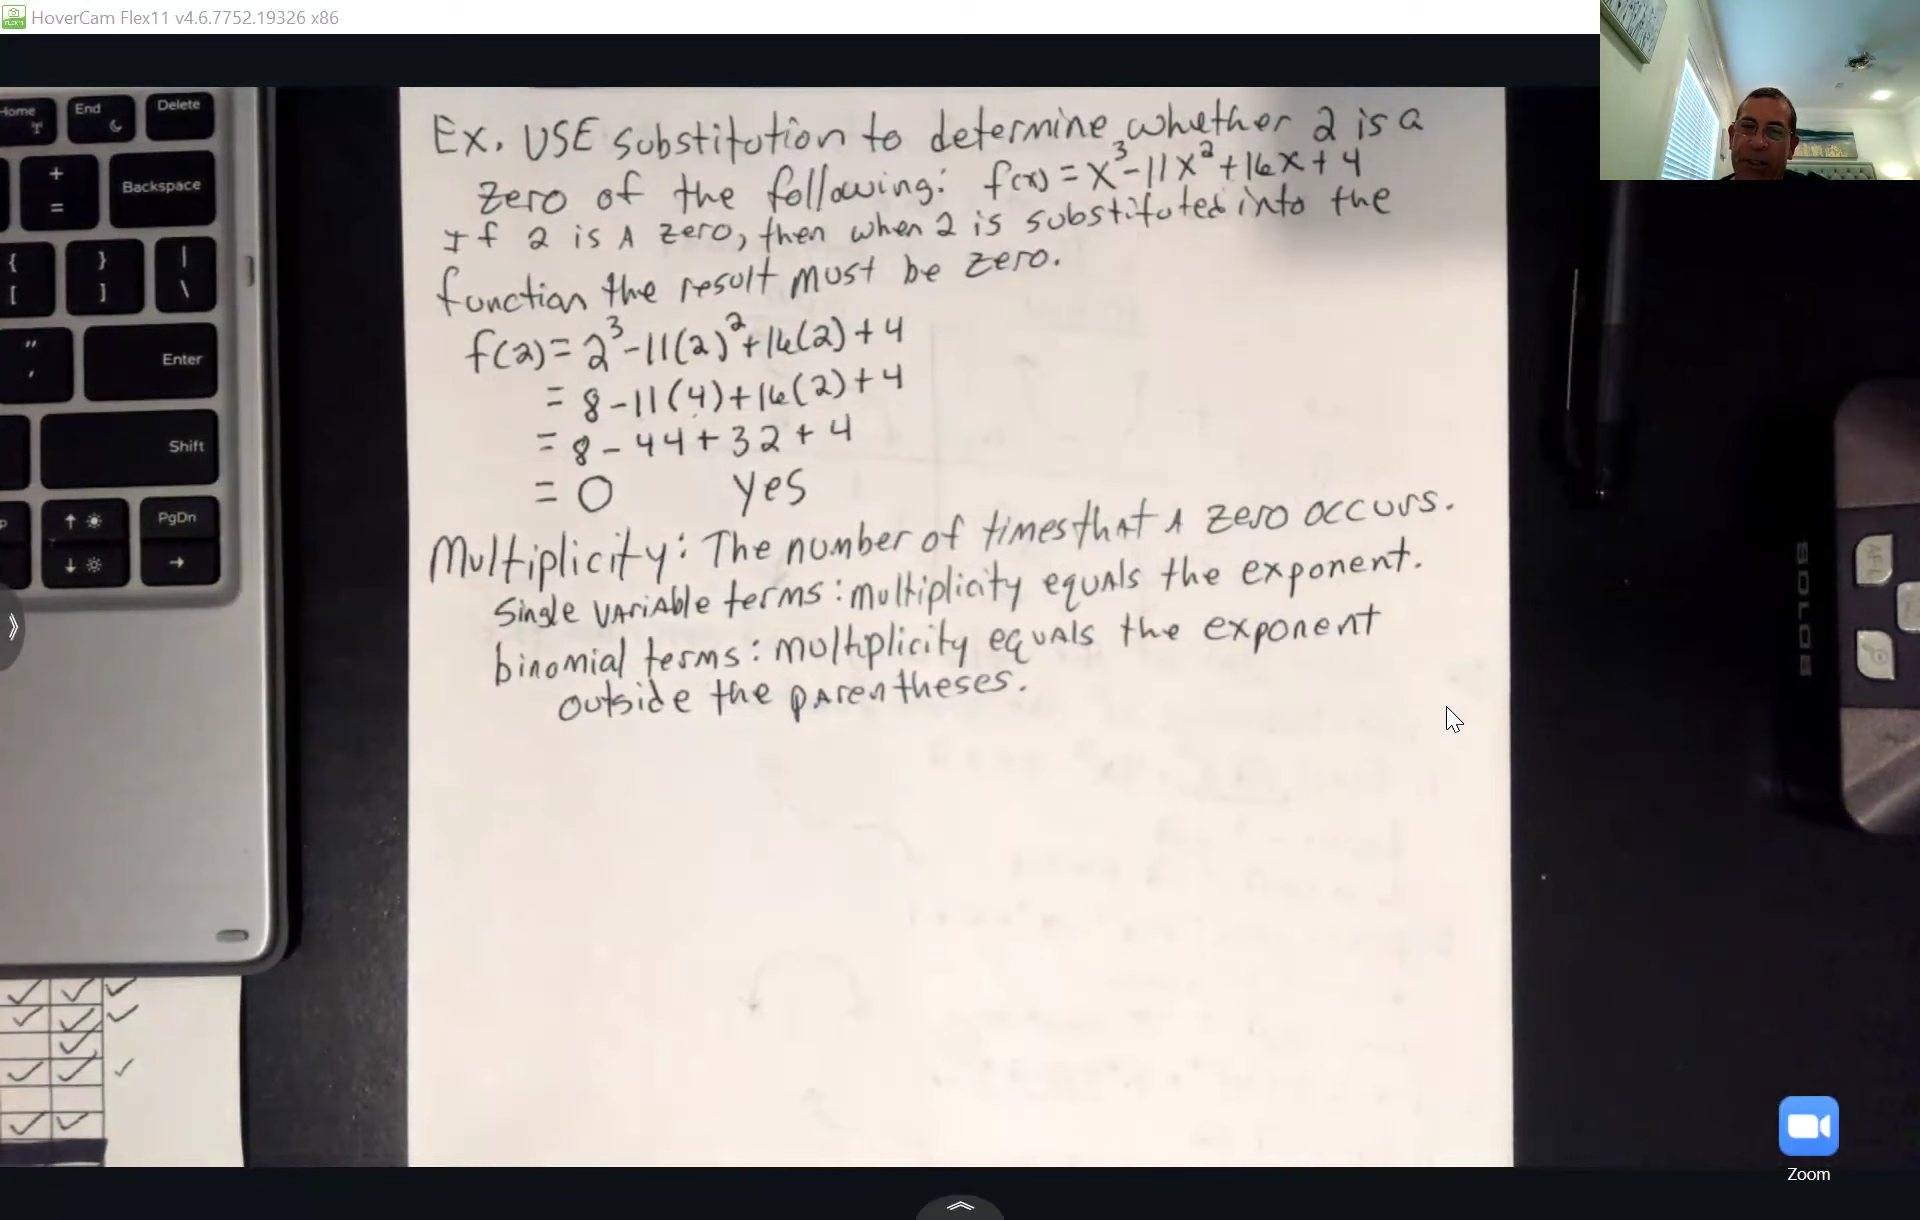 HoverCam Flex11 v4.6.7752.19326 x86
Home
End
Delete
+
=
Backspace
{
[
}
]
|
\
"
'
Enter
Shift
PgDn
Ex. USE substitution to determine whether 2 is a
zero of the following: f(x) = x³-11x²+16x+4
If 2 is A zero, then when 2 is substituted into the
function the result must be zero.
f(2) = 2³-11(2)²+16(2)+4
= 8-11(4)+16(2)+4
= 8-44+32+4
= 0 yes
Multiplicity: The number of times that A zero occurs.
Single variable terms: multiplicity equals the exponent.
binomial terms: multiplicity equals the exponent
outside the parentheses.
Zoom